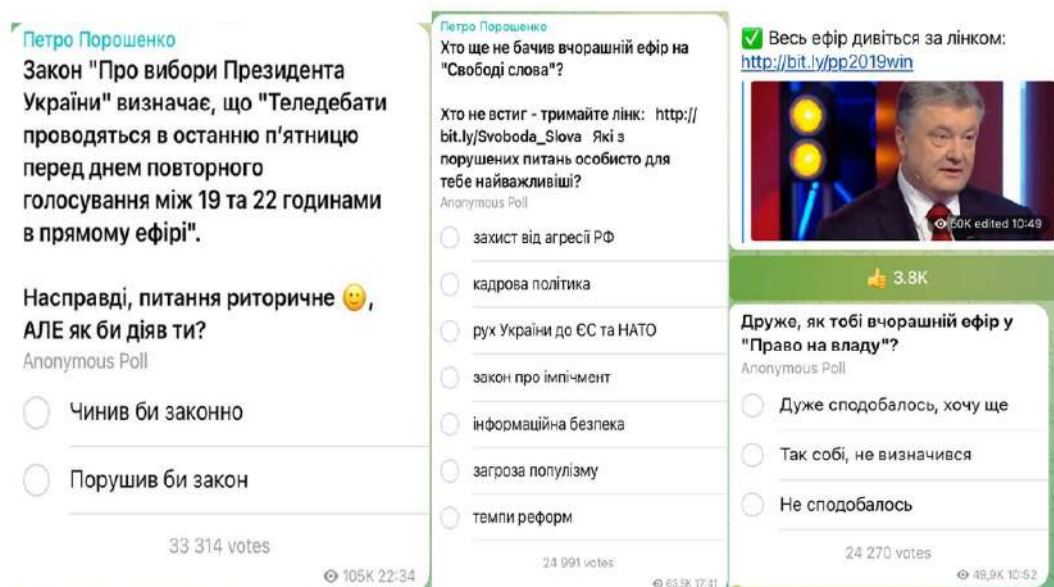 Петро Порошенко
Закон "Про вибори Президента
України" визначає, що "Теледебати
проводяться в останню п'ятницю
перед днем повторного
голосування між 19 та 22 годинами
в прямому ефірі".
Насправді, питання риторичне 🙂,
АЛЕ як би діяв ти?
Anonymous Poll
Чинив би законно
Порушив би закон
33 314 votes
105K 22:34
Петро Порошенко
Хто ще не бачив вчорашній ефір на
"Свободі слова"?
Хто не встиг - тримайте лінк: http://
bit.ly/Svoboda_Slova Які з
порушених питань особисто для
тебе найважливіші?
Anonymous Poll
захист від агресії РФ
кадрова політика
рух України до ЄС та НАТО
закон про імпічмент
інформаційна безпека
загроза популізму
темпи реформ
24 991 votes
63,5K 17:41
✅ Весь ефір дивіться за лінком:
http://bit.ly/pp2019win
50K edited 10:49
👍 3.8K
Друже, як тобі вчорашній ефір у
"Право на владу"?
Anonymous Poll
Дуже сподобалось, хочу ще
Так собі, не визначився
Не сподобалось
24 270 votes
49,9K 10:52